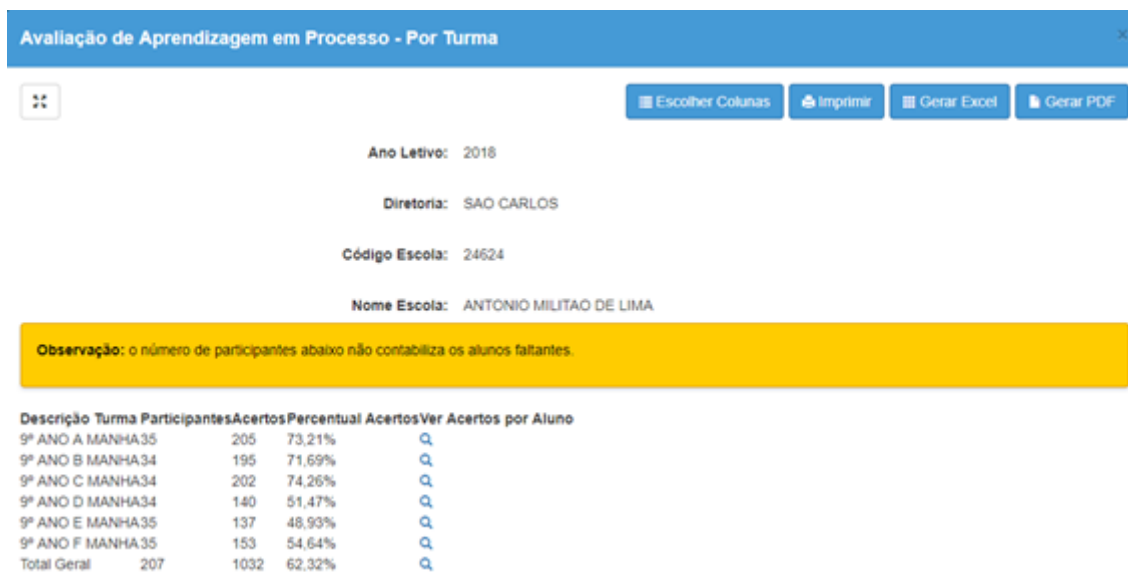 Avaliação de Aprendizagem em Processo - Por Turma
×
Escolher Colunas Imprimir Gerar Excel Gerar PDF
Ano Letivo: 2018
Diretoria: SAO CARLOS
Código Escola: 24624
Nome Escola: ANTONIO MILITAO DE LIMA
Observação: o número de participantes abaixo não contabiliza os alunos faltantes.
Descrição Turma Participantes Acertos Percentual Acertos Ver Acertos por Aluno
9º ANO A MANHA 35 205 73,21%
9º ANO B MANHA 34 195 71,69%
9º ANO C MANHA 34 202 74,26%
9º ANO D MANHA 34 140 51,47%
9º ANO E MANHA 35 137 48,93%
9º ANO F MANHA 35 153 54,64%
Total Geral 207 1032 62,32%